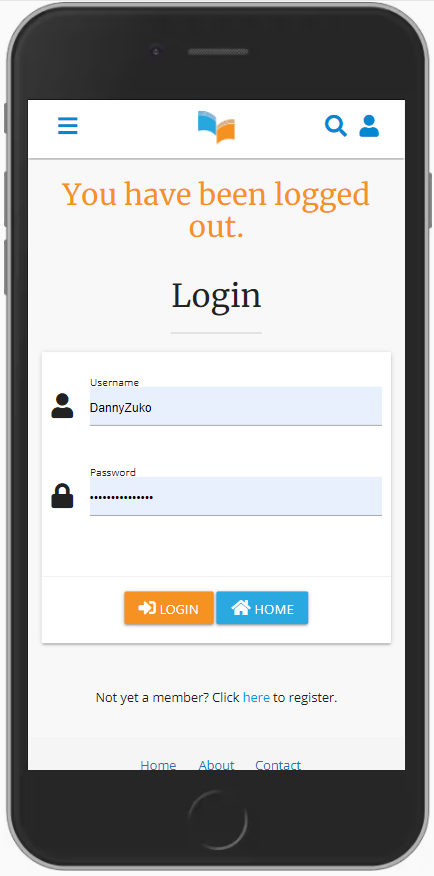 You have been logged
out.
Login
Username
DannyZuko
Password
•••••••••••••••
LOGIN HOME
Not yet a member? Click here to register.
Home About Contact